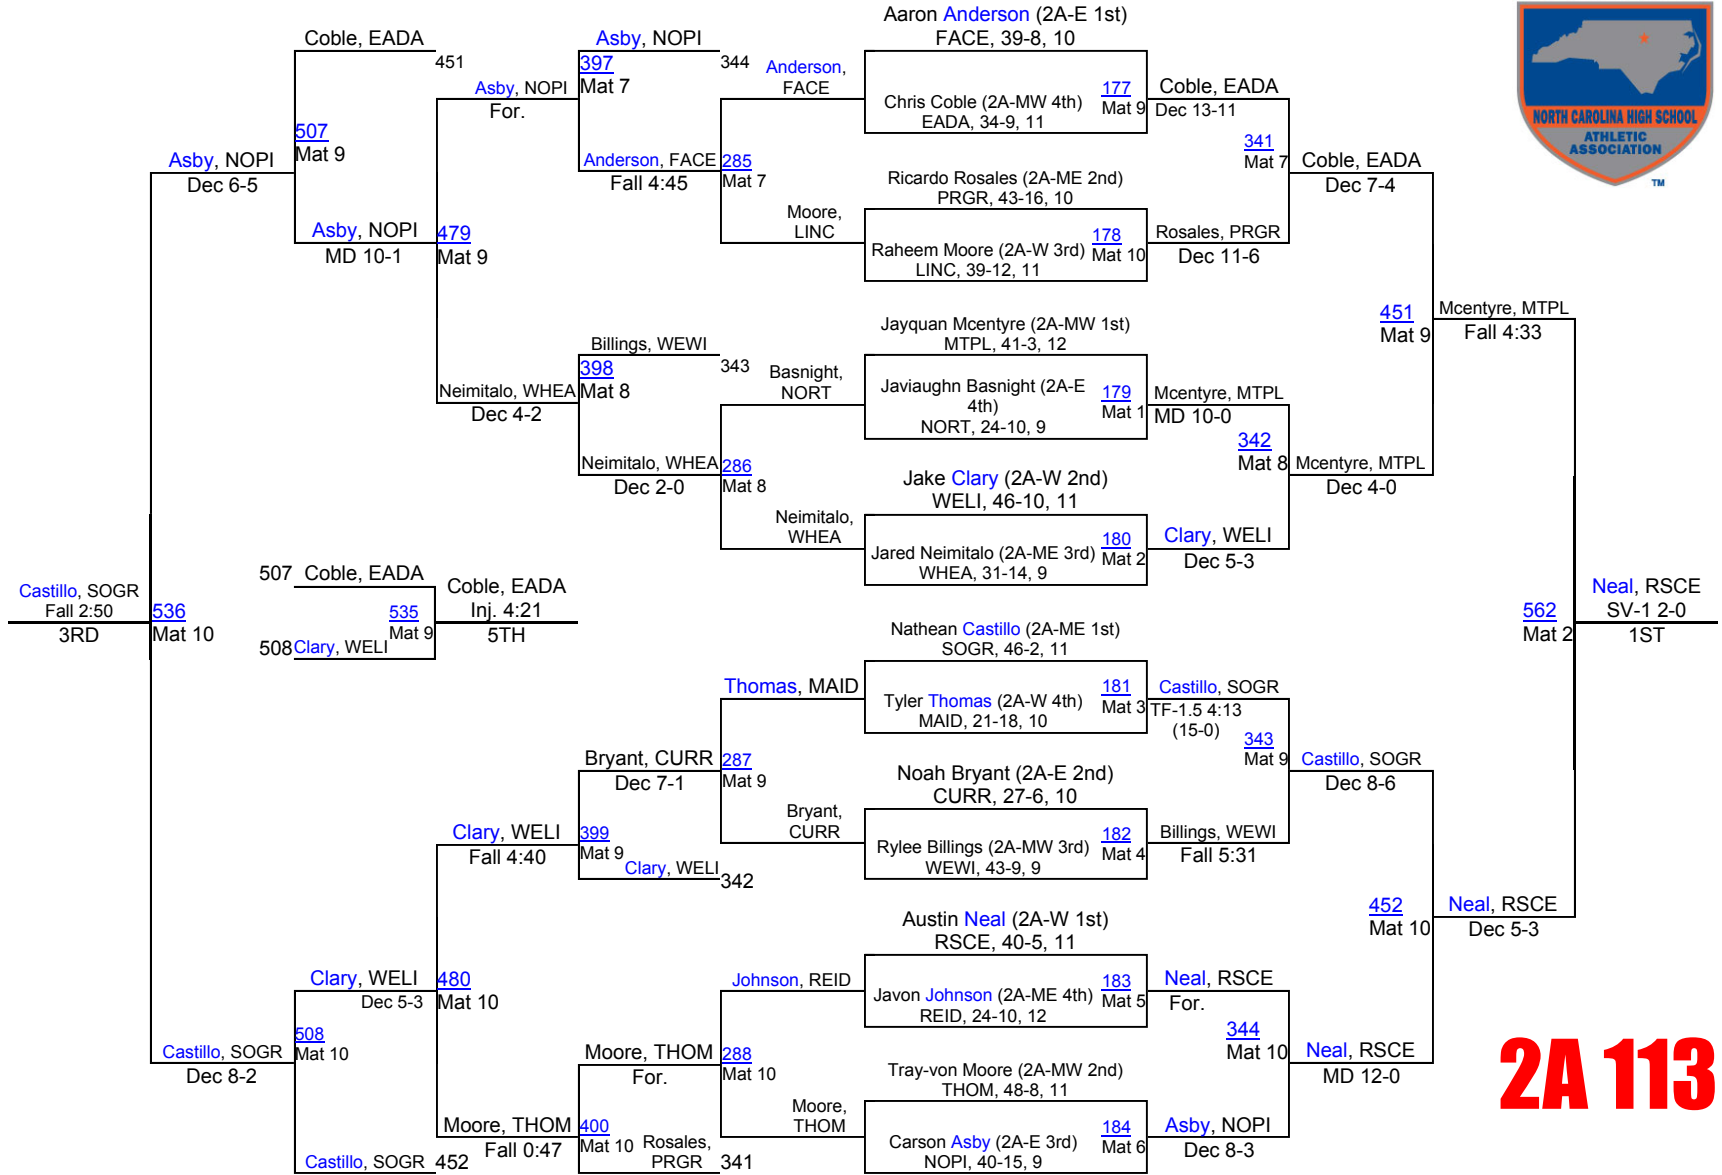 Aaron Anderson (2A-E 1st)
FACE, 39-8, 10
Chris Coble (2A-MW 4th)
EADA, 34-9, 11
177
Mat 9
Ricardo Rosales (2A-ME 2nd)
PRGR, 43-16, 10
Raheem Moore (2A-W 3rd)
LINC, 39-12, 11
178
Mat 10
Jayquan Mcentyre (2A-MW 1st)
MTPL, 41-3, 12
Javiaughn Basnight (2A-E
4th)
NORT, 24-10, 9
179
Mat 1
Jake Clary (2A-W 2nd)
WELI, 46-10, 11
Jared Neimitalo (2A-ME 3rd)
WHEA, 31-14, 9
180
Mat 2
Nathean Castillo (2A-ME 1st)
SOGR, 46-2, 11
Tyler Thomas (2A-W 4th)
MAID, 21-18, 10
181
Mat 3
Noah Bryant (2A-E 2nd)
CURR, 27-6, 10
Rylee Billings (2A-MW 3rd)
WEWI, 43-9, 9
182
Mat 4
Austin Neal (2A-W 1st)
RSCE, 40-5, 11
Javon Johnson (2A-ME 4th)
REID, 24-10, 12
183
Mat 5
Tray-von Moore (2A-MW 2nd)
THOM, 48-8, 11
Carson Asby (2A-E 3rd)
NOPI, 40-15, 9
184
Mat 6
Coble, EADA
Dec 13-11
341
Mat 7
Rosales, PRGR
Dec 11-6
Mcentyre, MTPL
MD 10-0
342
Mat 8
Clary, WELI
Dec 5-3
Castillo, SOGR
TF-1.5 4:13
(15-0)
343
Mat 9
Billings, WEWI
Fall 5:31
Neal, RSCE
For.
344
Mat 10
Asby, NOPI
Dec 8-3
Coble, EADA
Dec 7-4
451
Mat 9
Mcentyre, MTPL
Dec 4-0
Castillo, SOGR
Dec 8-6
452
Mat 10
Neal, RSCE
MD 12-0
Mcentyre, MTPL
Fall 4:33
562
Mat 2
Neal, RSCE
Dec 5-3
Neal, RSCE
SV-1 2-0
1ST
Anderson,
FACE
285
Mat 7
Moore,
LINC
Basnight,
NORT
286
Mat 8
Neimitalo,
WHEA
Thomas, MAID
287
Mat 9
Bryant,
CURR
Johnson, REID
288
Mat 10
Moore,
THOM
Asby, NOPI
344
397
Mat 7
Anderson, FACE
Fall 4:45
Billings, WEWI
343
398
Mat 8
Neimitalo, WHEA
Dec 2-0
Bryant, CURR
Dec 7-1
399
Mat 9
Clary, WELI
342
Moore, THOM
For.
400
Mat 10
Rosales,
PRGR
341
Asby, NOPI
For.
479
Mat 9
Neimitalo, WHEA
Dec 4-2
Clary, WELI
Fall 4:40
480
Mat 10
Moore, THOM
Fall 0:47
Coble, EADA
451
507
Mat 9
Asby, NOPI
MD 10-1
Clary, WELI
Dec 5-3
508
Mat 10
Castillo, SOGR
452
Asby, NOPI
Dec 6-5
536
Mat 10
Castillo, SOGR
Dec 8-2
Castillo, SOGR
Fall 2:50
3RD
507
Coble, EADA
535
Mat 9
508
Clary, WELI
Coble, EADA
Inj. 4:21
5TH
NORTH CAROLINA HIGH SCHOOL
ATHLETIC
ASSOCIATION
TM
2A 113